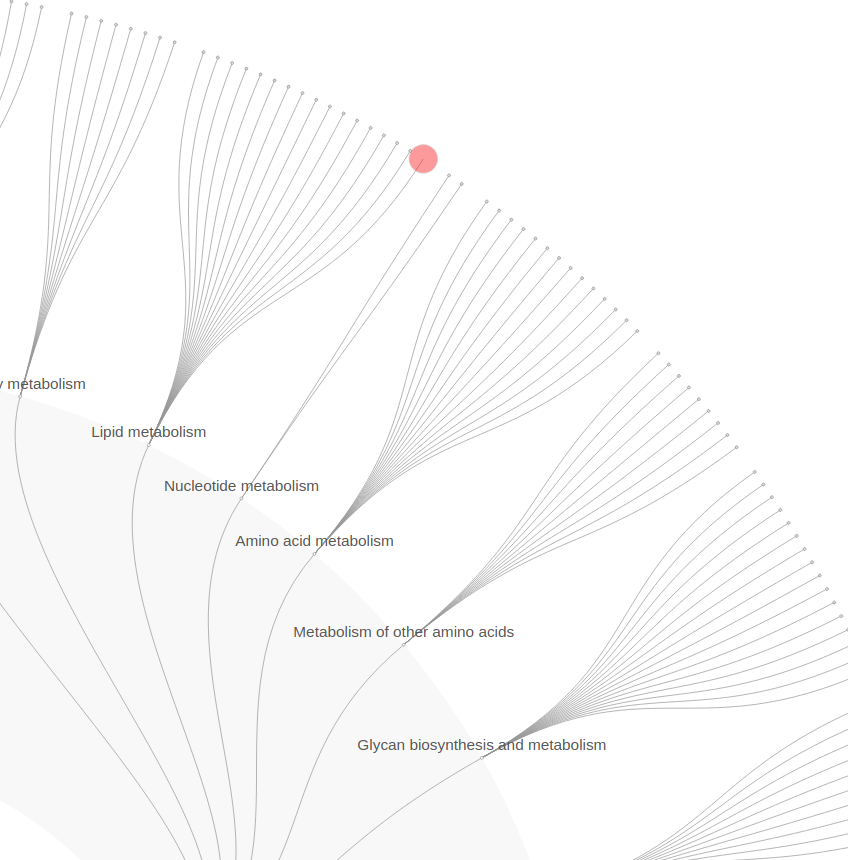 metabolism
Lipid metabolism
Nucleotide metabolism
Amino acid metabolism
Metabolism of other amino acids
Glycan biosynthesis and metabolism